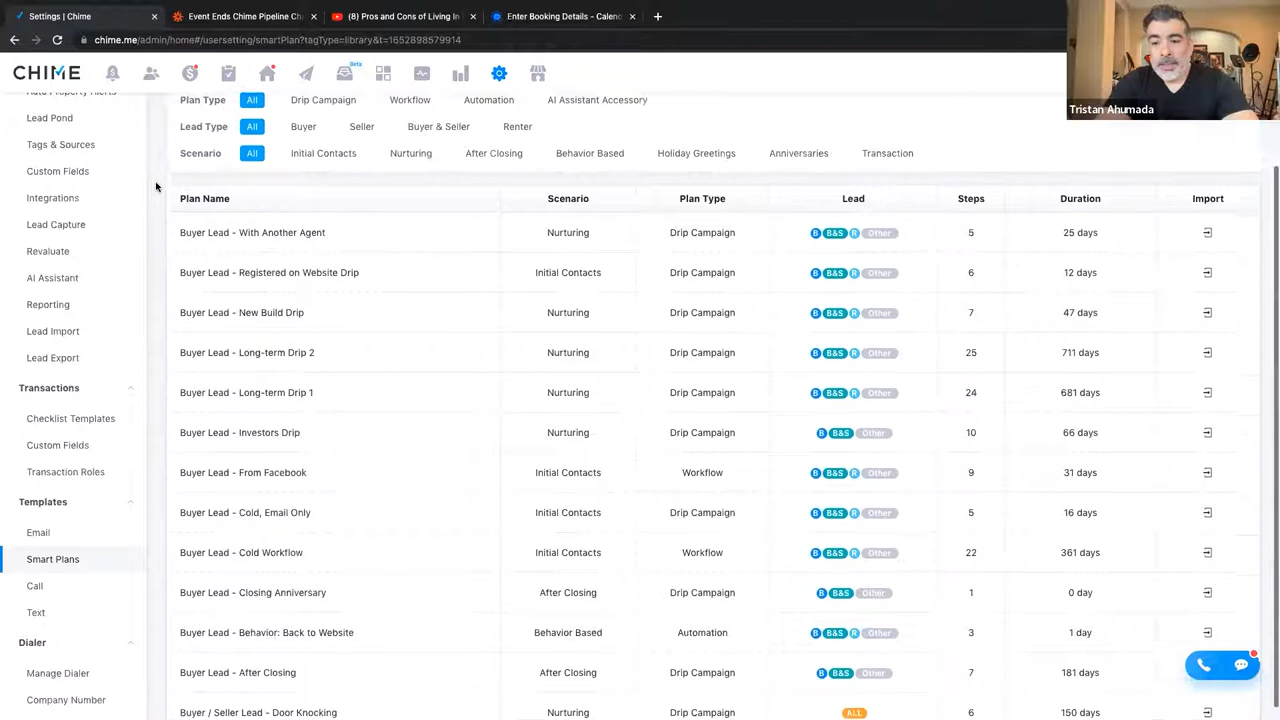 Settings | Chime
Event Ends Chime Pipeline Ch
(8) Pros and Cons of Living In
Enter Booking Details - Calend
chime.me/admin/home#/usersetting/smartPlan?tagType=library&t=1652898579914
CHIME
Beta
Tristan Ahumada
Auto Property Alerts
Lead Pond
Tags & Sources
Custom Fields
Integrations
Lead Capture
Revaluate
AI Assistant
Reporting
Lead Import
Lead Export
Transactions
Checklist Templates
Custom Fields
Transaction Roles
Templates
Email
Smart Plans
Call
Text
Dialer
Manage Dialer
Company Number
Plan Type All Drip Campaign Workflow Automation AI Assistant Accessory
Lead Type All Buyer Seller Buyer & Seller Renter
Scenario All Initial Contacts Nurturing After Closing Behavior Based Holiday Greetings Anniversaries Transaction
Plan Name Scenario Plan Type Lead Steps Duration Import
Buyer Lead - With Another Agent Nurturing Drip Campaign B B&S R Other 5 25 days
Buyer Lead - Registered on Website Drip Initial Contacts Drip Campaign B B&S R Other 6 12 days
Buyer Lead - New Build Drip Nurturing Drip Campaign B B&S R Other 7 47 days
Buyer Lead - Long-term Drip 2 Nurturing Drip Campaign B B&S R Other 25 711 days
Buyer Lead - Long-term Drip 1 Nurturing Drip Campaign B B&S R Other 24 681 days
Buyer Lead - Investors Drip Nurturing Drip Campaign B B&S Other 10 66 days
Buyer Lead - From Facebook Initial Contacts Workflow B B&S R Other 9 31 days
Buyer Lead - Cold, Email Only Initial Contacts Drip Campaign B B&S R Other 5 16 days
Buyer Lead - Cold Workflow Initial Contacts Workflow B B&S R Other 22 361 days
Buyer Lead - Closing Anniversary After Closing Drip Campaign B B&S Other 1 0 day
Buyer Lead - Behavior: Back to Website Behavior Based Automation B B&S R Other 3 1 day
Buyer Lead - After Closing After Closing Drip Campaign B B&S Other 7 181 days
Buyer / Seller Lead - Door Knocking Nurturing Drip Campaign ALL 6 150 days